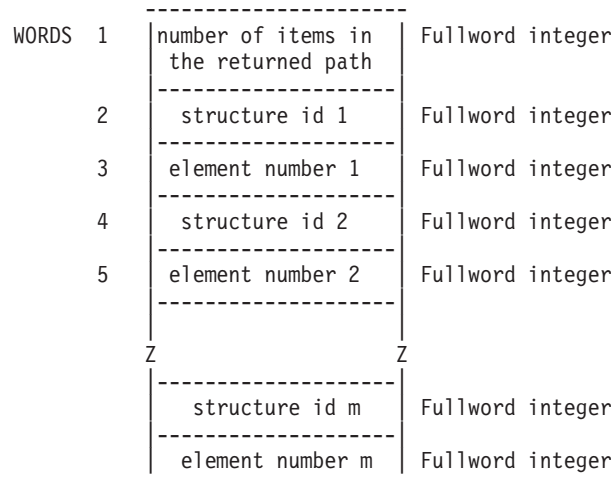 WORDS 1 number of items in Fullword integer
the returned path
2 structure id 1 Fullword integer
3 element number 1 Fullword integer
4 structure id 2 Fullword integer
5 element number 2 Fullword integer
Z Z
structure id m Fullword integer
element number m Fullword integer